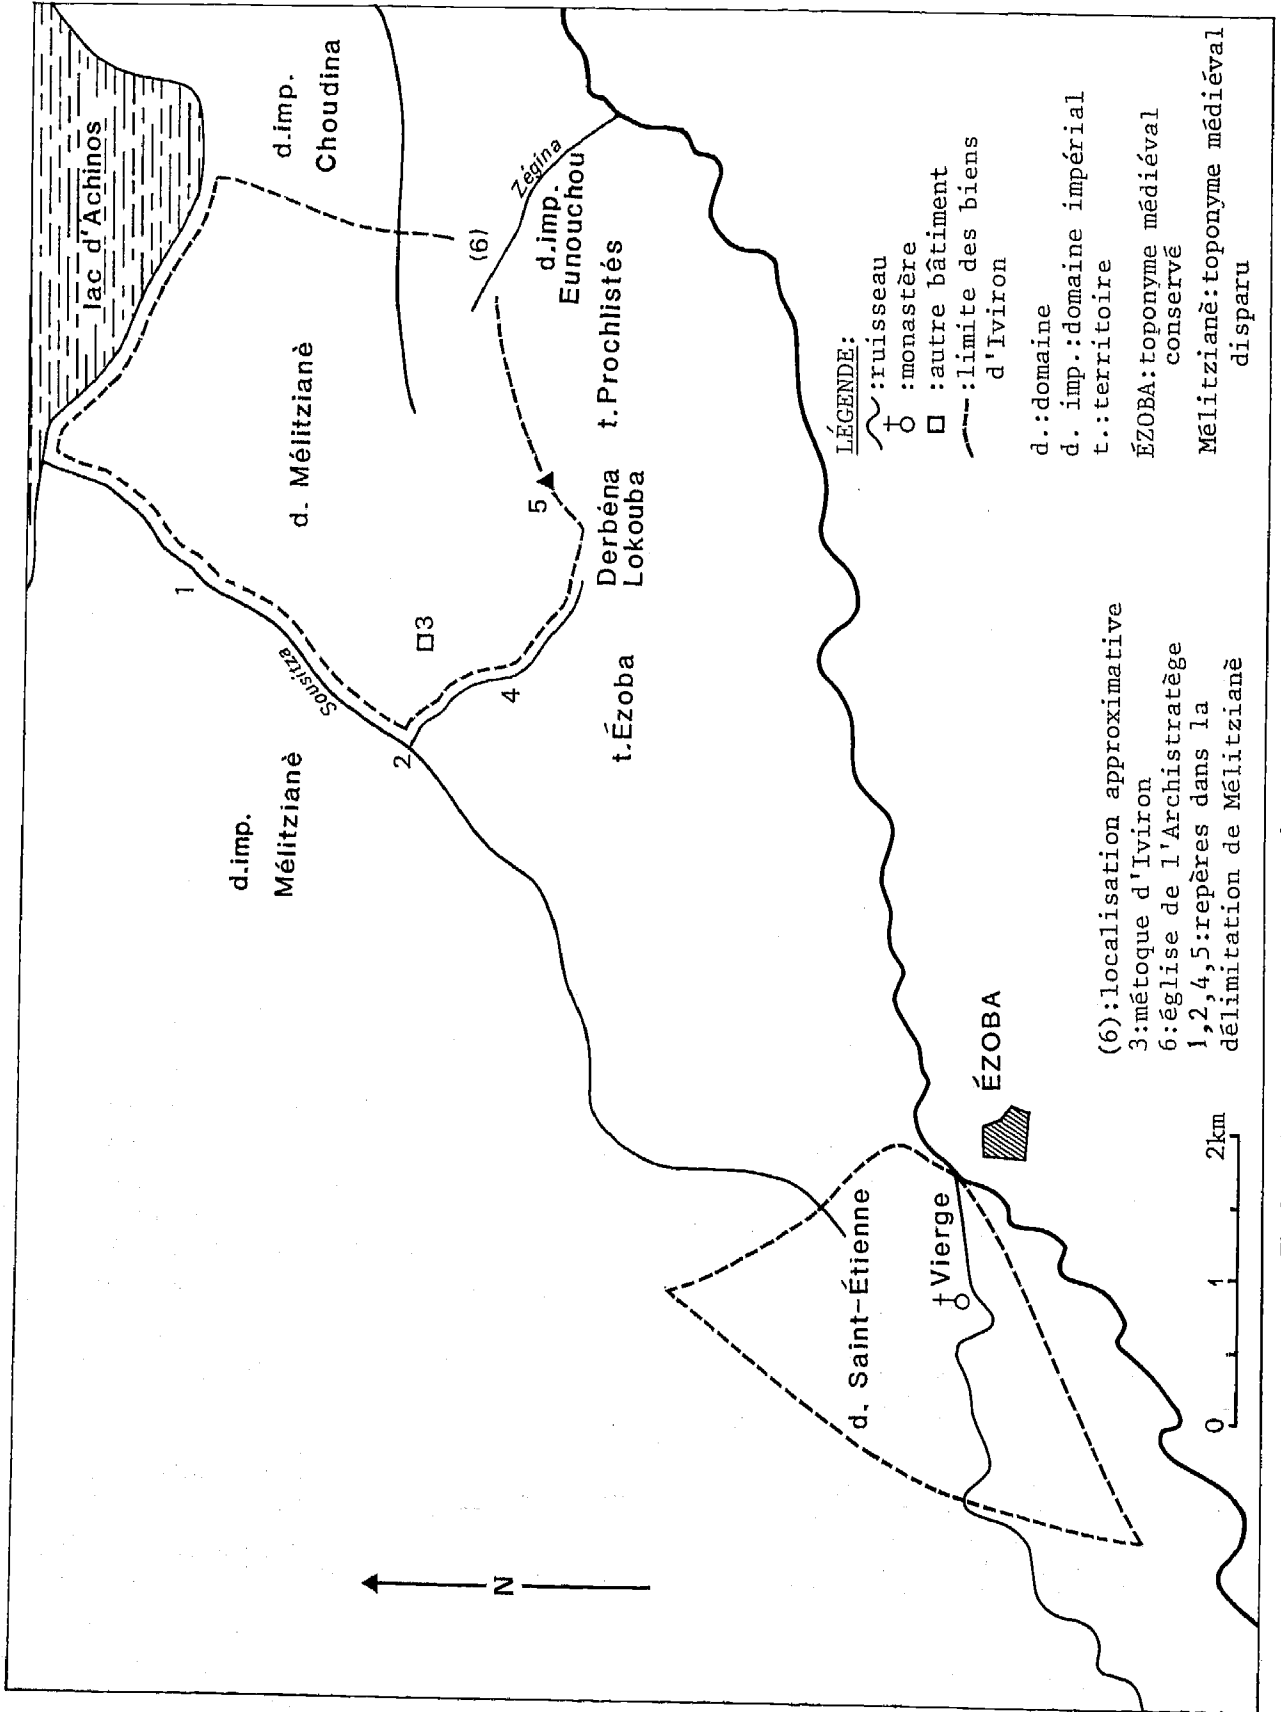 lac d'Achinos
d.imp.
Choudina
d. Mélitzianè
1
Sousitza
d.imp.
Mélitzianè
2
3
4
5
(6)
Zégina
d.imp.
Eunouchou
t. Prochlistés
Derbéna
Lokouba
t.Ézoba
N
d. Saint-Étienne
Vierge
ÉZOBA
0 1 2km
(6):localisation approximative
3:métoque d'Iviron
6:église de l'Archistratège
1,2,4,5:repères dans la
délimitation de Mélitzianè
LÉGENDE:
:ruisseau
:monastère
:autre bâtiment
:limite des biens
d'Iviron
d.:domaine
d. imp.:domaine impérial
t.:territoire
ÉZOBA:toponyme médiéval
conservé
Mélitzianè:toponyme médiéval
disparu